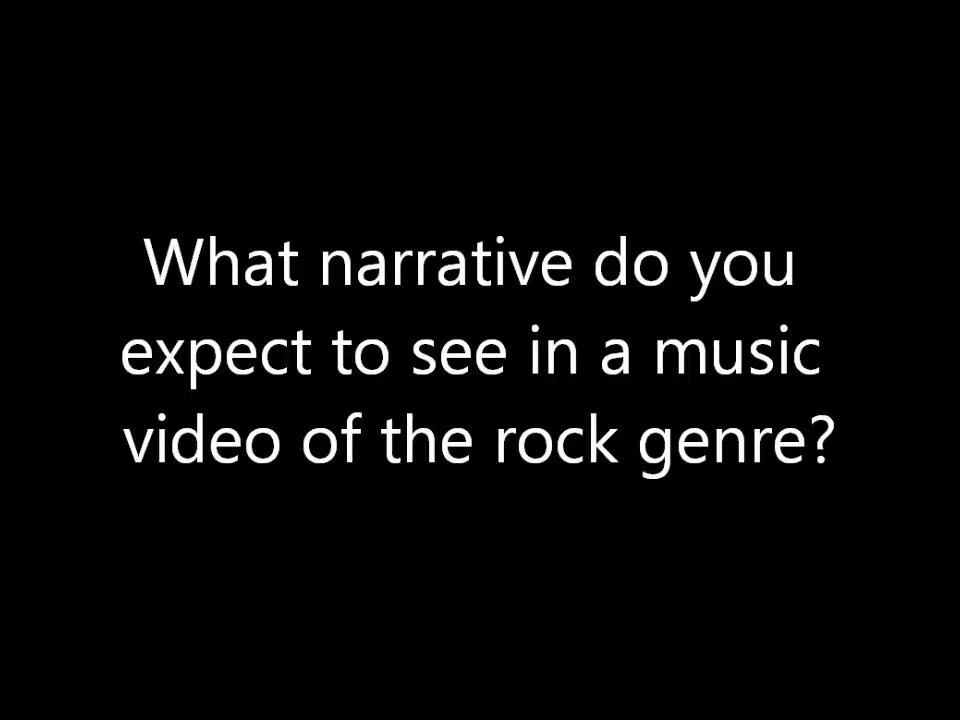 What narrative do you
expect to see in a music
video of the rock genre?